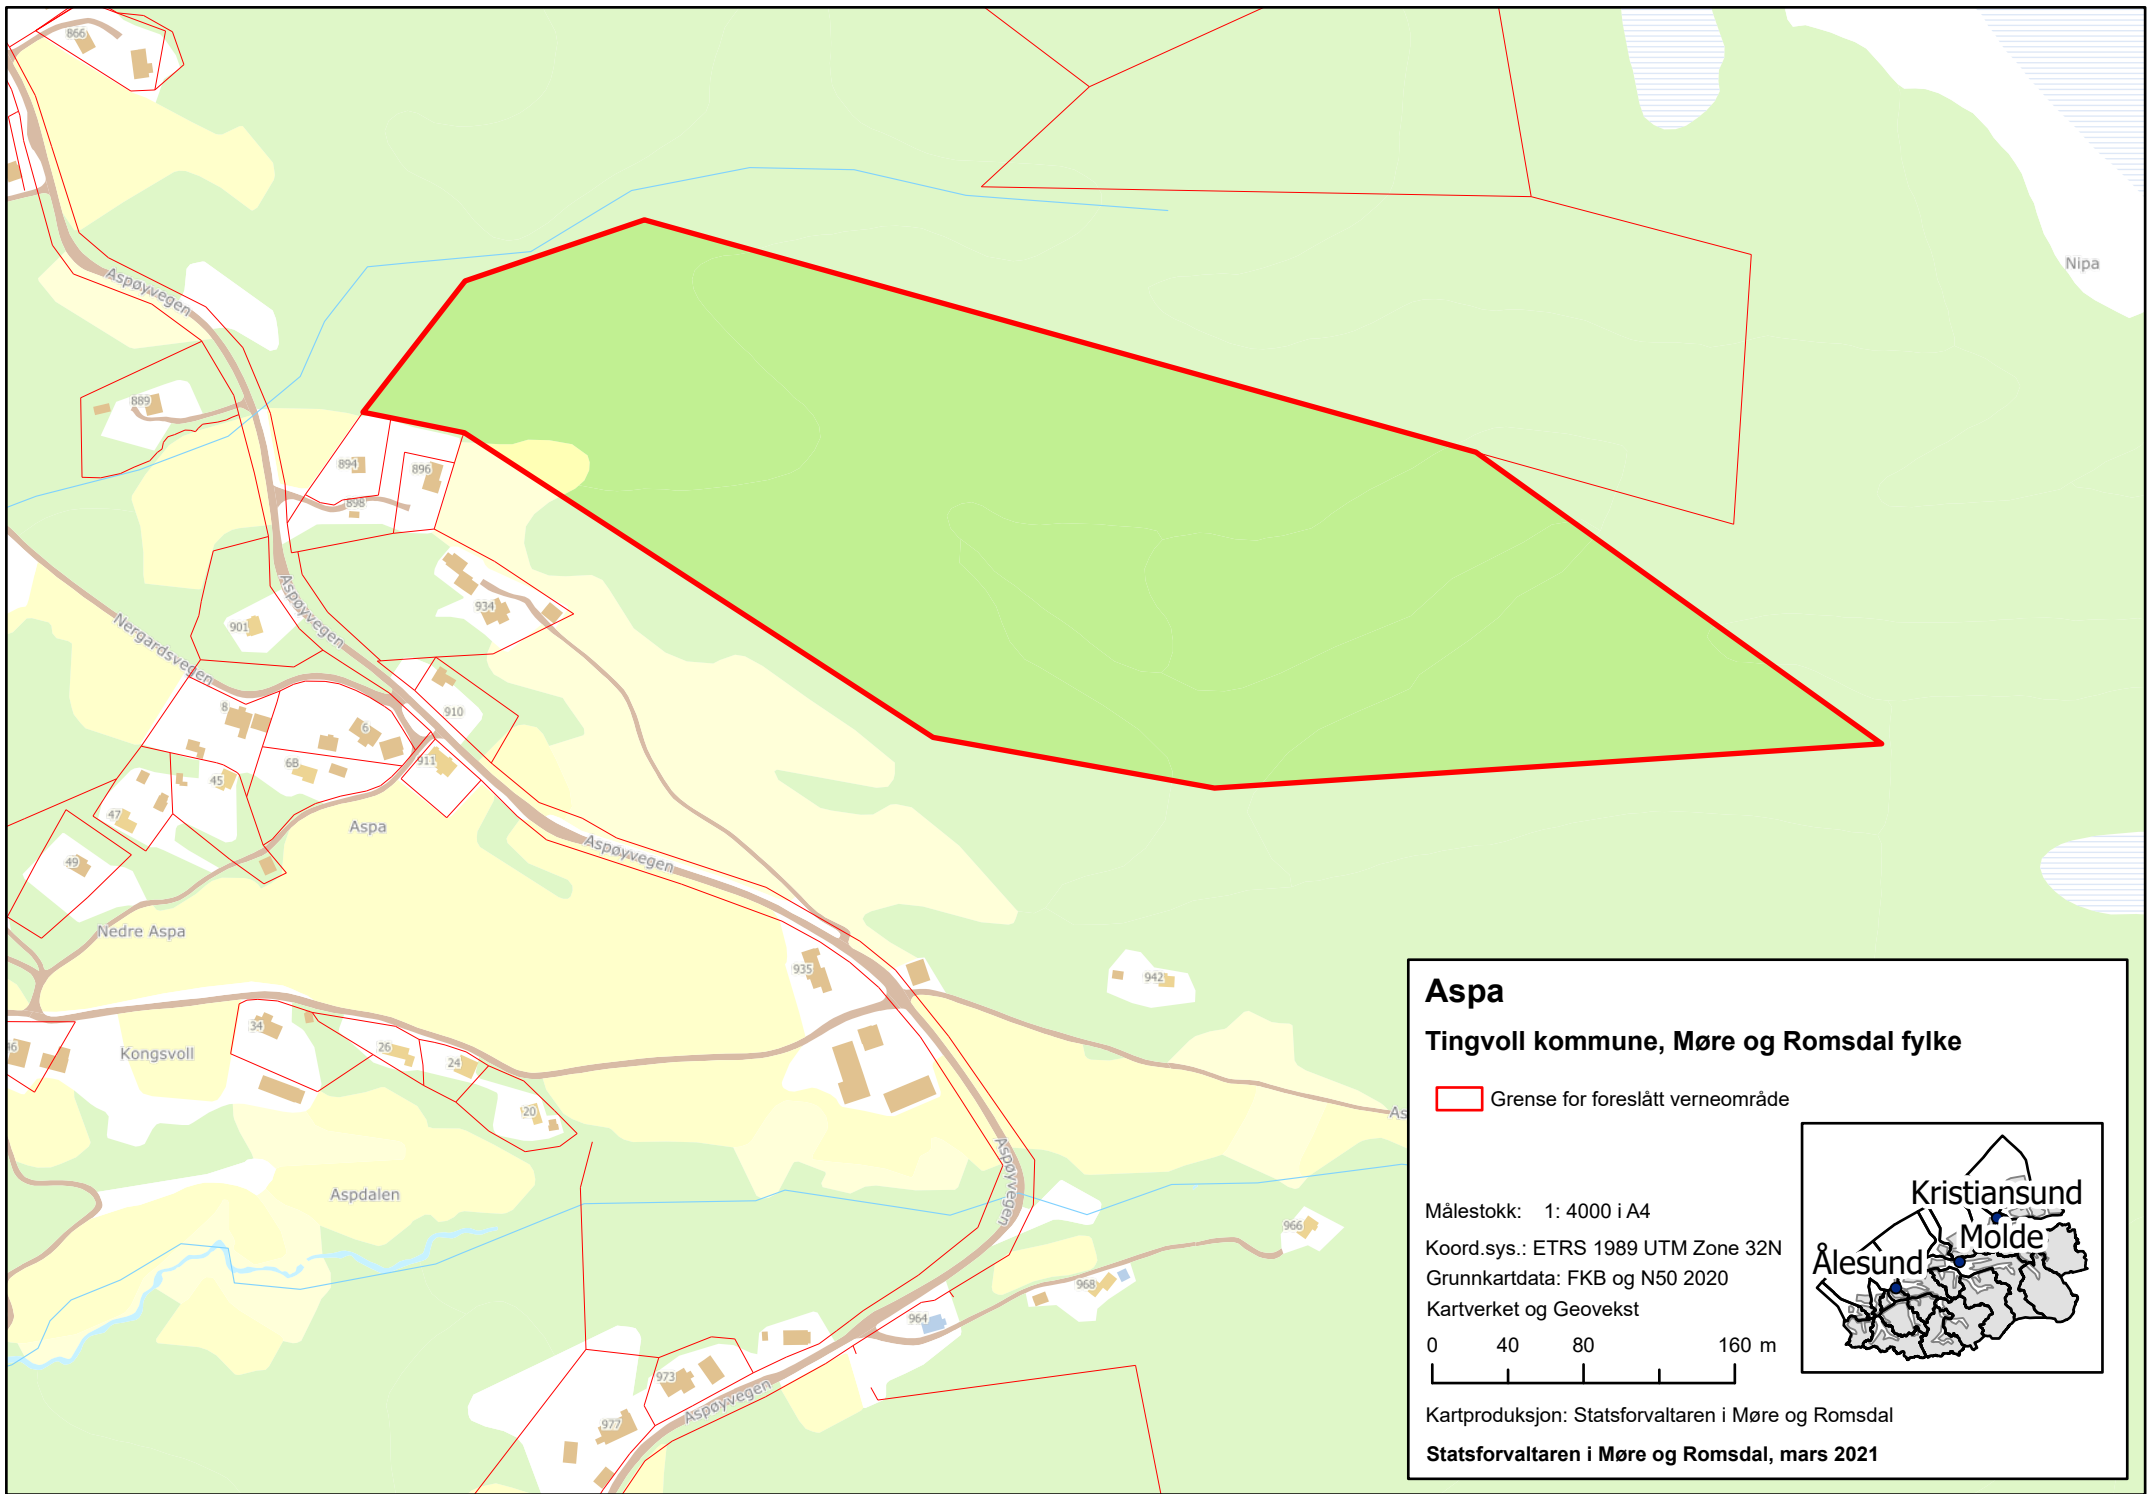 866
Nipa
Aspøyvegen
889
894
896
898
Aspøyvegen
934
901
Nergardsvegen
910
8
6
6B
911
45
47
Aspa
49
Aspøyvegen
Nedre Aspa
935
942
34
46
Kongsvoll
26
24
20
As
Aspøyvegen
Aspdalen
966
968
964
973
Aspøyvegen
977
Aspa
Tingvoll kommune, Møre og Romsdal fylke
Grense for foreslått verneområde
Målestokk: 1: 4000 i A4
Koord.sys.: ETRS 1989 UTM Zone 32N
Grunnkartdata: FKB og N50 2020
Kartverket og Geovekst
0 40 80 160 m
Kristiansund
Molde
Ålesund
Kartproduksjon: Statsforvaltaren i Møre og Romsdal
Statsforvaltaren i Møre og Romsdal, mars 2021